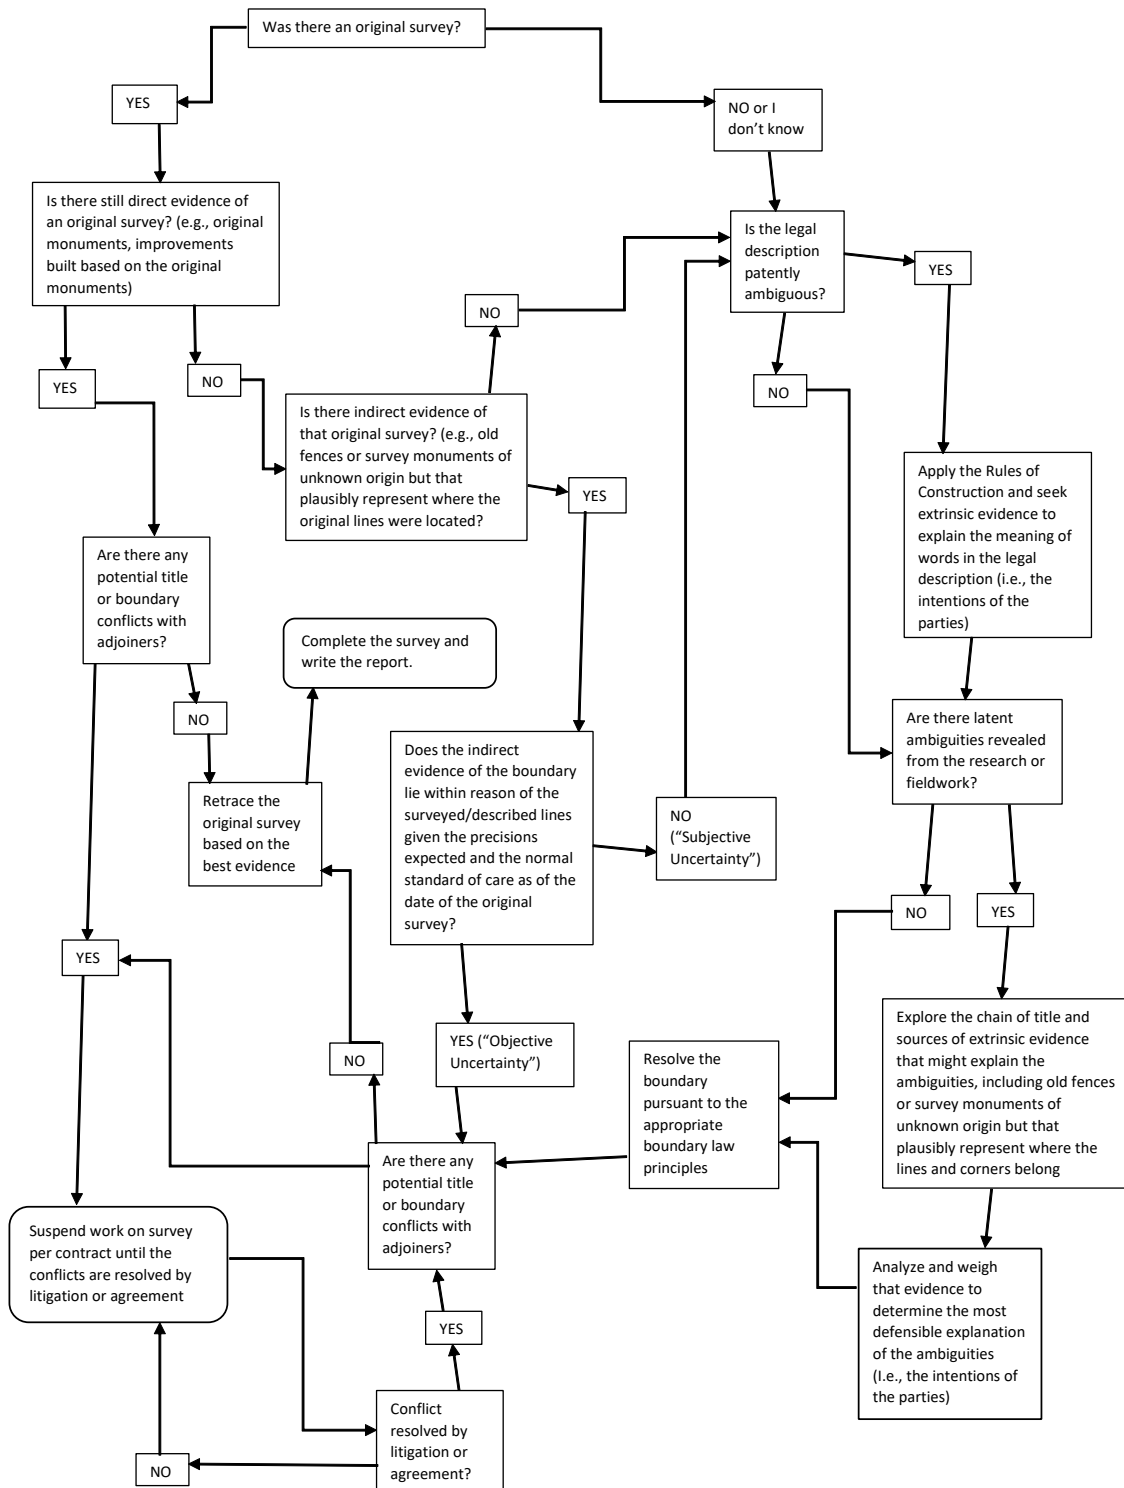 Was there an original survey?
YES
NO or I
don’t know
Is there still direct evidence of
an original survey? (e.g., original
monuments, improvements
built based on the original
monuments)
Is the legal
description
patently
ambiguous?
YES
NO
YES
NO
NO
Is there indirect evidence of
that original survey? (e.g., old
fences or survey monuments of
unknown origin but that
plausibly represent where the
original lines were located?
YES
Apply the Rules of
Construction and seek
extrinsic evidence to
explain the meaning of
words in the legal
description (i.e., the
intentions of the
parties)
Are there any
potential title
or boundary
conflicts with
adjoiners?
Complete the survey and
write the report.
NO
Are there latent
ambiguities revealed
from the research or
fieldwork?
Does the indirect
evidence of the boundary
lie within reason of the
surveyed/described lines
given the precisions
expected and the normal
standard of care as of the
date of the original
survey?
Retrace the
original survey
based on the
best evidence
NO
(“Subjective
Uncertainty”)
NO
YES
YES
Explore the chain of title and
sources of extrinsic evidence
that might explain the
ambiguities, including old fences
or survey monuments of
unknown origin but that
plausibly represent where the
lines and corners belong
YES (“Objective
Uncertainty”)
NO
Resolve the
boundary
pursuant to the
appropriate
boundary law
principles
Are there any
potential title
or boundary
conflicts with
adjoiners?
Suspend work on survey
per contract until the
conflicts are resolved by
litigation or agreement
Analyze and weigh
that evidence to
determine the most
defensible explanation
of the ambiguities
(I.e., the intentions of
the parties)
YES
Conflict
resolved by
litigation or
agreement?
NO